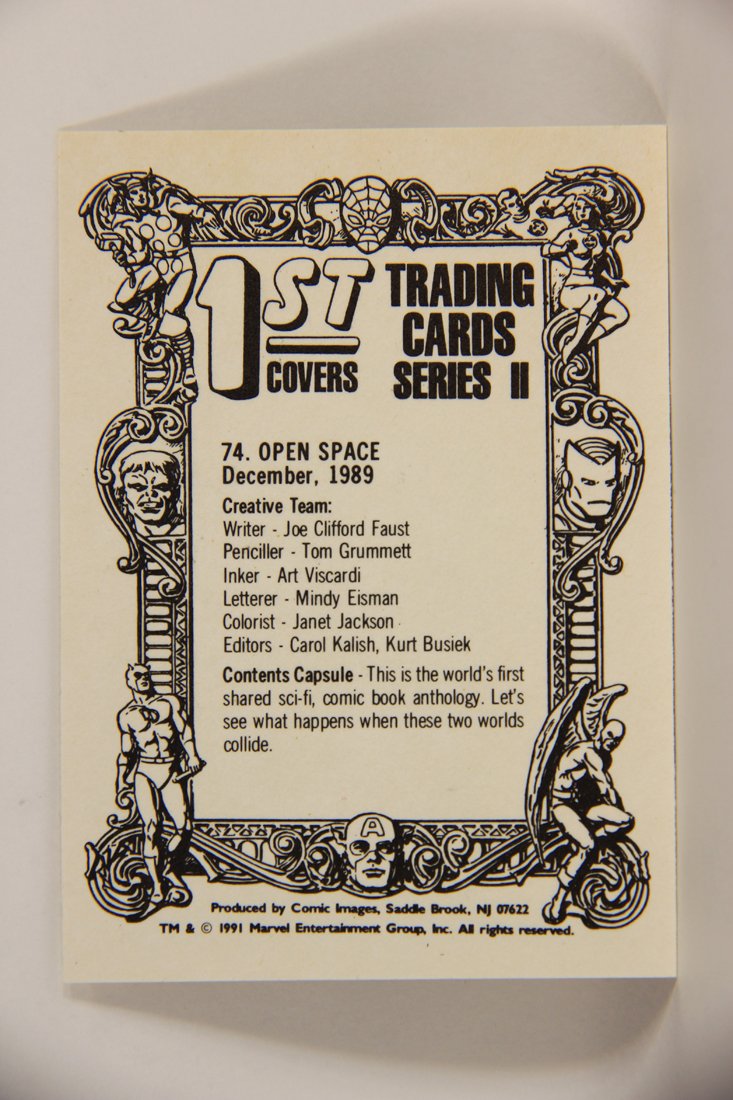 1ST COVERS
TRADING
CARDS
SERIES II
74. OPEN SPACE
December, 1989
Creative Team:
Writer - Joe Clifford Faust
Penciller - Tom Grummett
Inker - Art Viscardi
Letterer - Mindy Eisman
Colorist - Janet Jackson
Editors - Carol Kalish, Kurt Busiek
Contents Capsule - This is the world's first
shared sci-fi, comic book anthology. Let's
see what happens when these two worlds
collide.
A
Produced by Comic Images, Saddle Brook, NJ 07622
TM & © 1991 Marvel Entertainment Group, Inc. All rights reserved.